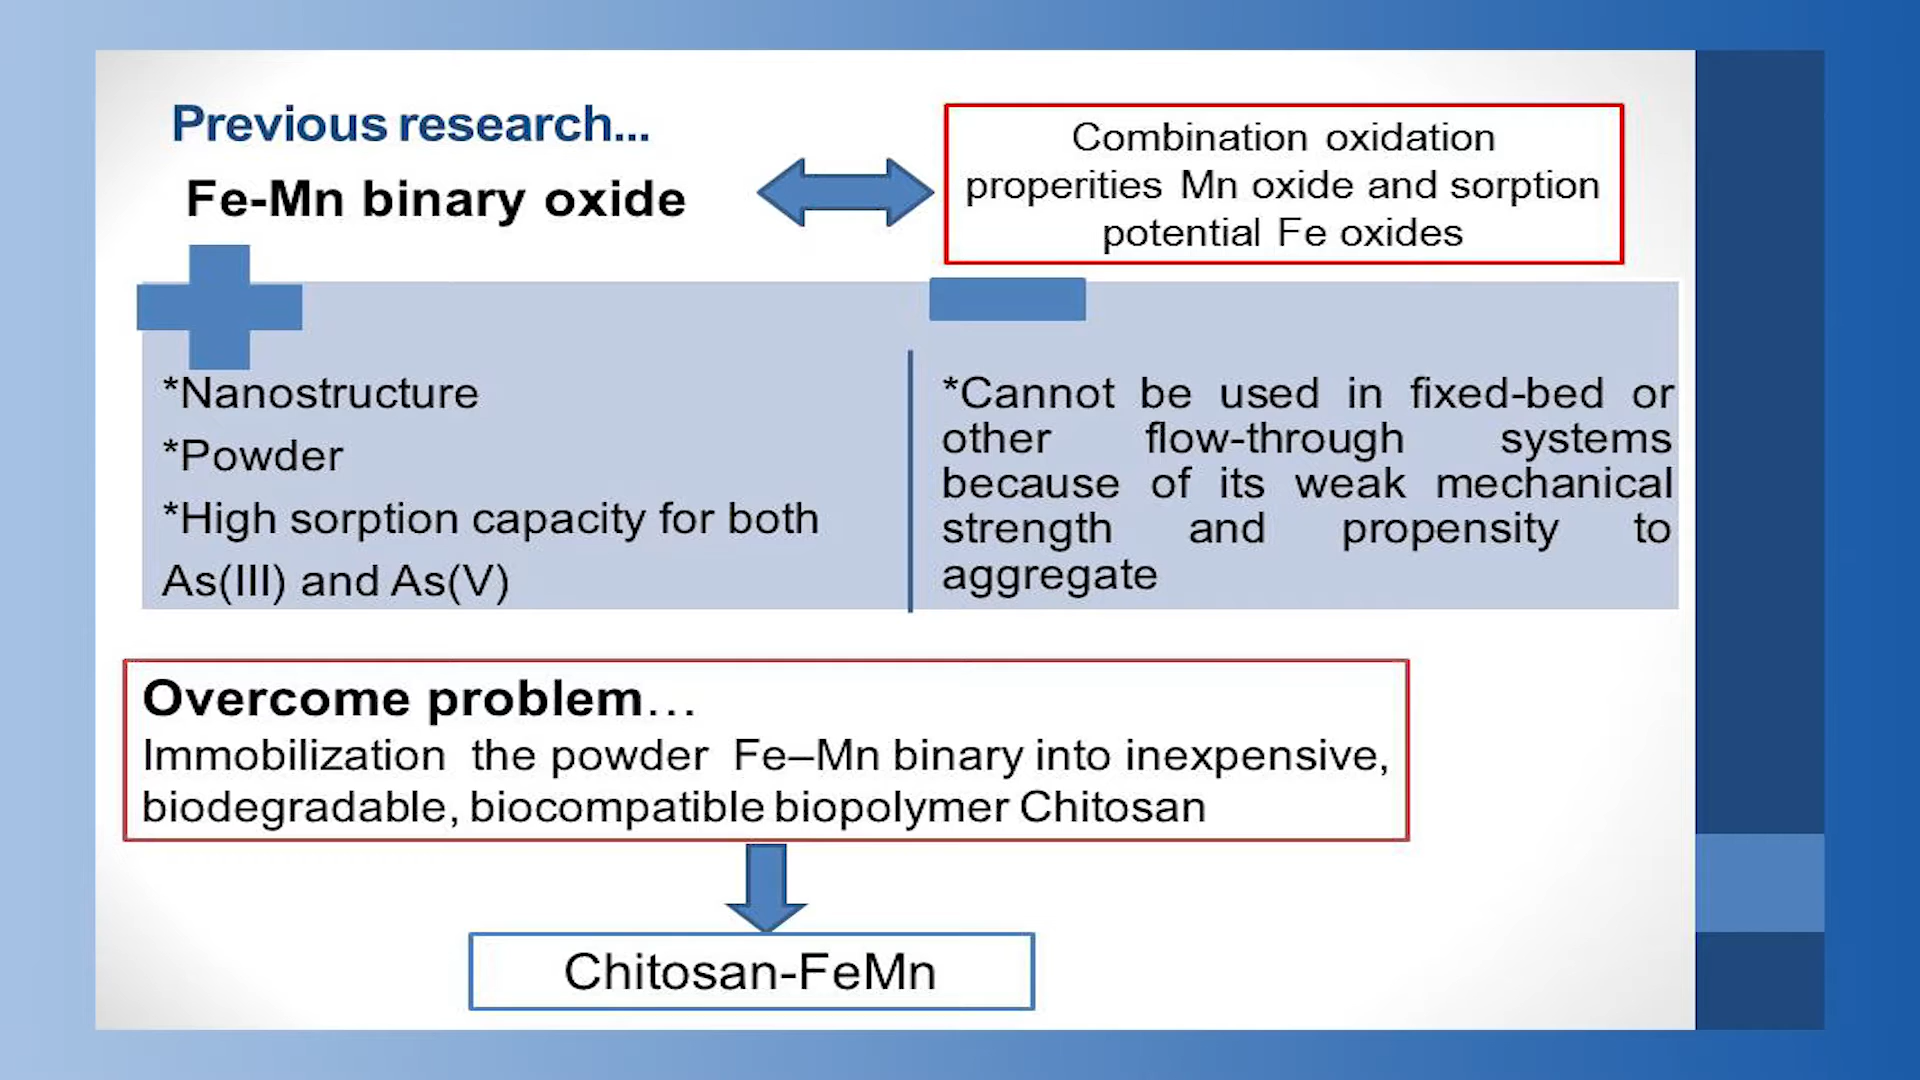 Previous research...
Fe-Mn binary oxide
Combination oxidation
properities Mn oxide and sorption
potential Fe oxides
*Nanostructure
*Powder
*High sorption capacity for both
As(III) and As(V)
*Cannot be used in fixed-bed or
other flow-through systems
because of its weak mechanical
strength and propensity to
aggregate
Overcome problem...
Immobilization the powder Fe–Mn binary into inexpensive,
biodegradable, biocompatible biopolymer Chitosan
Chitosan-FeMn